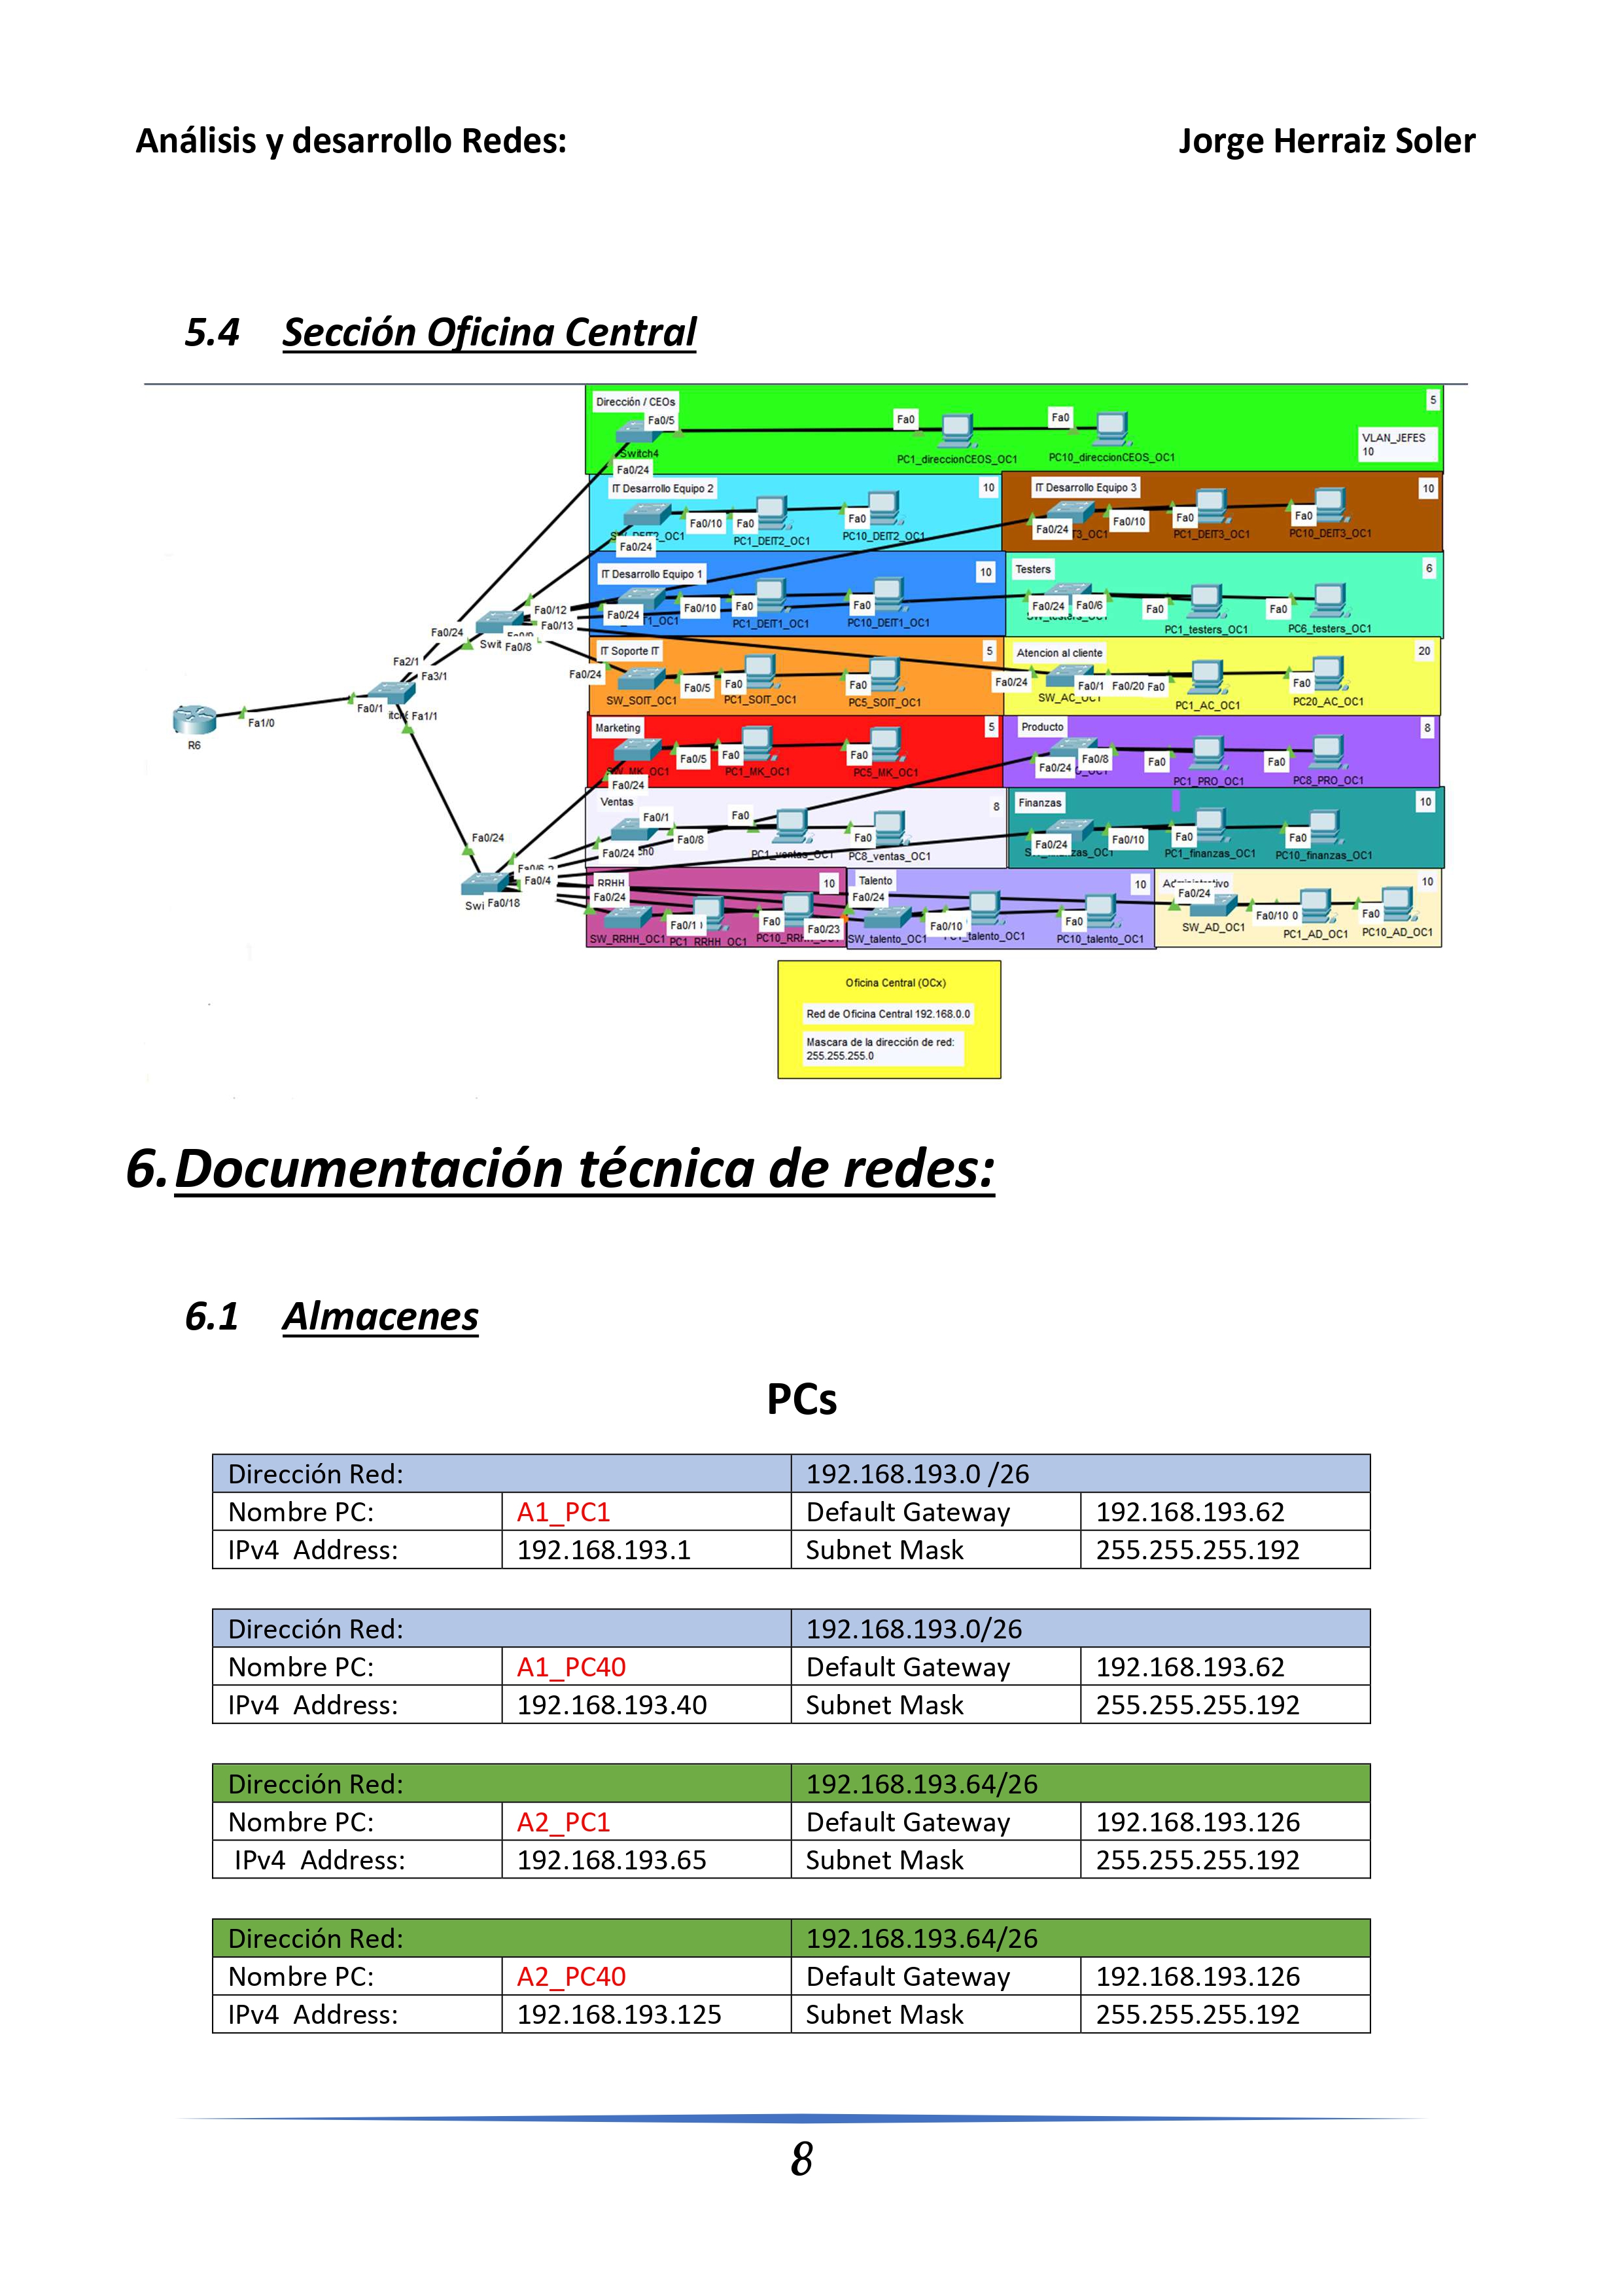 Análisis y desarrollo Redes: Jorge Herraiz Soler
5.4 Sección Oficina Central
Dirección / CEOs
5
Fa0/5
Fa0
Fa0
Switch4
PC1_direccionCEOS_OC1
PC10_direccionCEOS_OC1
VLAN_JEFES
10
Fa0/24
IT Desarrollo Equipo 2
10
Fa0/10
Fa0
Fa0
PC1_DEIT2_OC1
PC10_DEIT2_OC1
Fa0/24
IT Desarrollo Equipo 3
10
Fa0/24
Fa0/10
Fa0
Fa0
PC1_DEIT3_OC1
PC10_DEIT3_OC1
IT Desarrollo Equipo 1
10
Fa0/24
Fa0/10
Fa0
Fa0
PC1_DEIT1_OC1
PC10_DEIT1_OC1
Testers
6
Fa0/24
Fa0/6
Fa0
Fa0
PC1_testers_OC1
PC6_testers_OC1
Fa0/12
Fa0/13
Fa0/8
Fa0/24
Fa2/1
Fa3/1
Fa0/1
Fa1/1
Fa1/0
R6
IT Soporte IT
5
Fa0/24
Fa0/5
Fa0
Fa0
SW_SOIT_OC1
PC1_SOIT_OC1
PC5_SOIT_OC1
Atencion al cliente
20
Fa0/24
Fa0/1
Fa0/20
Fa0
Fa0
SW_AC_OC1
PC1_AC_OC1
PC20_AC_OC1
Marketing
5
Fa0/5
Fa0
Fa0
SW_MK_OC1
PC1_MK_OC1
PC5_MK_OC1
Fa0/24
Producto
8
Fa0/24
Fa0/8
Fa0
Fa0
PC1_PRO_OC1
PC8_PRO_OC1
Ventas
8
Fa0/1
Fa0/8
Fa0
Fa0
Fa0/24
PC1_ventas_OC1
PC8_ventas_OC1
Finanzas
10
Fa0/24
Fa0/10
Fa0
Fa0
PC1_finanzas_OC1
PC10_finanzas_OC1
Fa0/24
Fa0/4
Fa0/18
RRHH
10
Fa0/24
Fa0/1
Fa0
Fa0/23
SW_RRHH_OC1
PC1_RRHH_OC1
Talento
10
Fa0/24
Fa0/10
Fa0
SW_talento_OC1
PC10_talento_OC1
Administrativo
10
Fa0/24
Fa0/10
Fa0
SW_AD_OC1
PC1_AD_OC1
PC10_AD_OC1
Oficina Central (OCx)
Red de Oficina Central 192.168.0.0
Mascara de la dirección de red:
255.255.255.0
6. Documentación técnica de redes:
6.1 Almacenes
PCs
Dirección Red: 192.168.193.0 /26
Nombre PC: A1_PC1 Default Gateway 192.168.193.62
IPv4 Address: 192.168.193.1 Subnet Mask 255.255.255.192
Dirección Red: 192.168.193.0/26
Nombre PC: A1_PC40 Default Gateway 192.168.193.62
IPv4 Address: 192.168.193.40 Subnet Mask 255.255.255.192
Dirección Red: 192.168.193.64/26
Nombre PC: A2_PC1 Default Gateway 192.168.193.126
IPv4 Address: 192.168.193.65 Subnet Mask 255.255.255.192
Dirección Red: 192.168.193.64/26
Nombre PC: A2_PC40 Default Gateway 192.168.193.126
IPv4 Address: 192.168.193.125 Subnet Mask 255.255.255.192
8